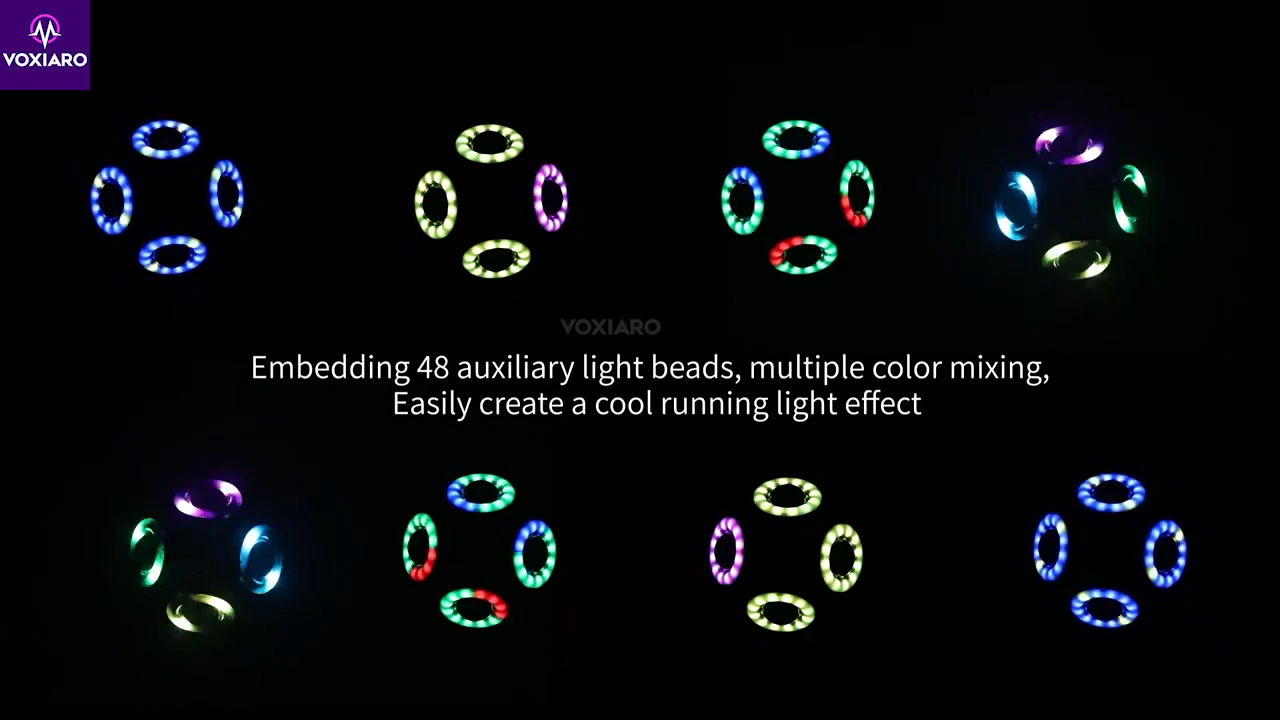 VOXIARO
VOXIARO
Embedding 48 auxiliary light beads, multiple color mixing,
Easily create a cool running light effect